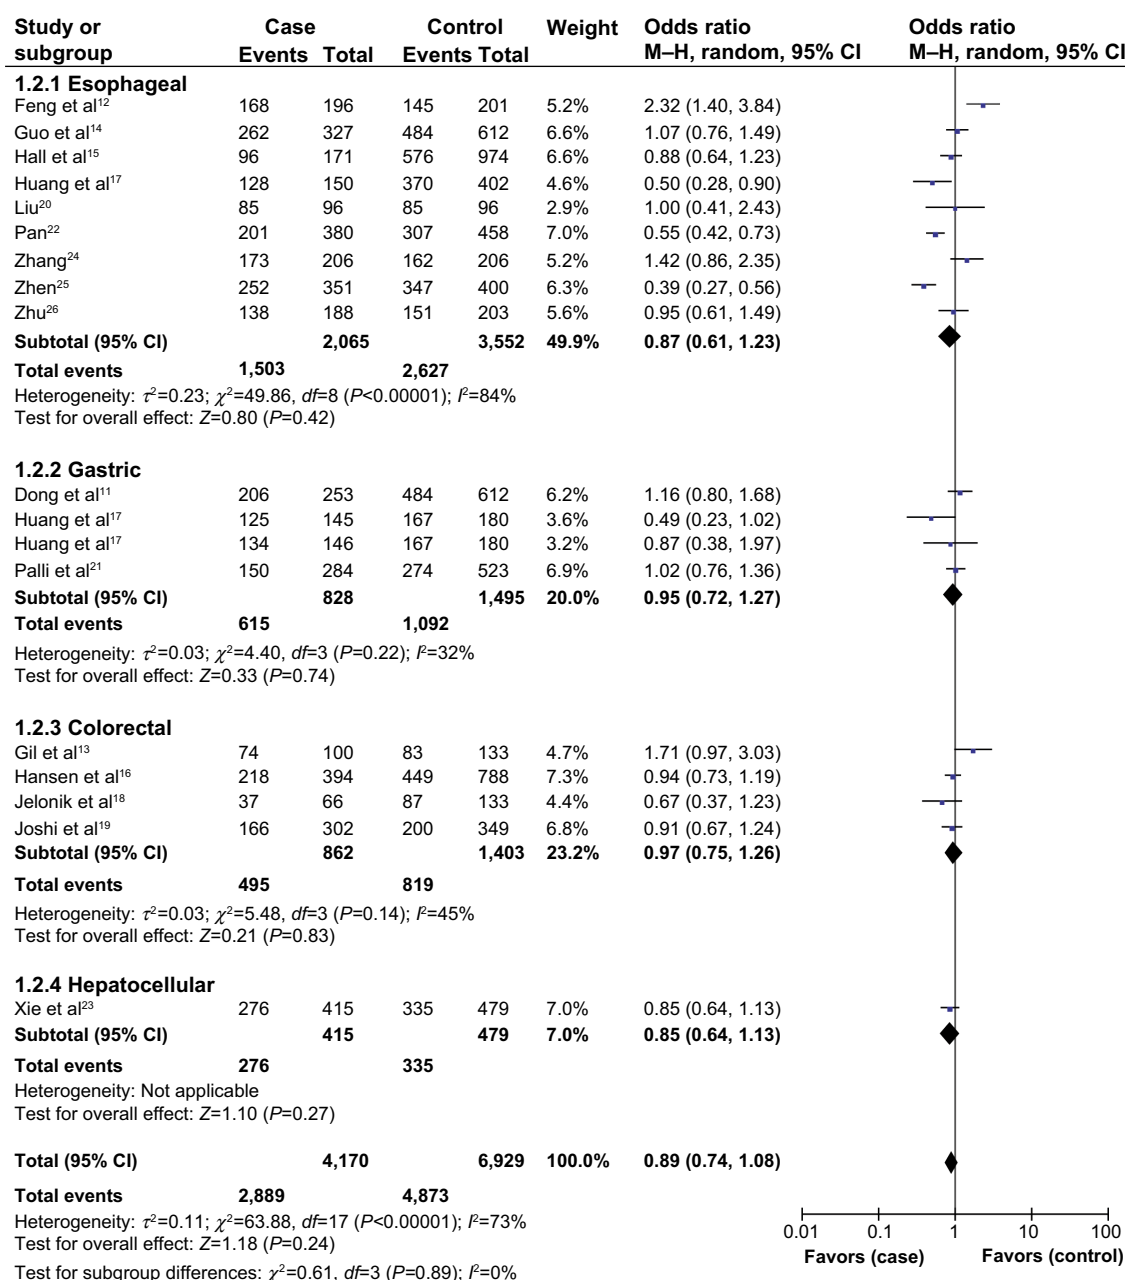 Study or subgroup Case Control Weight Odds ratio M–H, random, 95% CI Odds ratio M–H, random, 95% CI
Events Total Events Total
1.2.1 Esophageal
Feng et al12 168 196 145 201 5.2% 2.32 (1.40, 3.84)
Guo et al14 262 327 484 612 6.6% 1.07 (0.76, 1.49)
Hall et al15 96 171 576 974 6.6% 0.88 (0.64, 1.23)
Huang et al17 128 150 370 402 4.6% 0.50 (0.28, 0.90)
Liu20 85 96 85 96 2.9% 1.00 (0.41, 2.43)
Pan22 201 380 307 458 7.0% 0.55 (0.42, 0.73)
Zhang24 173 206 162 206 5.2% 1.42 (0.86, 2.35)
Zhen25 252 351 347 400 6.3% 0.39 (0.27, 0.56)
Zhu26 138 188 151 203 5.6% 0.95 (0.61, 1.49)
Subtotal (95% CI) 2,065 3,552 49.9% 0.87 (0.61, 1.23)
Total events 1,503 2,627
Heterogeneity: τ²=0.23; χ²=49.86, df=8 (P<0.00001); I²=84%
Test for overall effect: Z=0.80 (P=0.42)
1.2.2 Gastric
Dong et al11 206 253 484 612 6.2% 1.16 (0.80, 1.68)
Huang et al17 125 145 167 180 3.6% 0.49 (0.23, 1.02)
Huang et al17 134 146 167 180 3.2% 0.87 (0.38, 1.97)
Palli et al21 150 284 274 523 6.9% 1.02 (0.76, 1.36)
Subtotal (95% CI) 828 1,495 20.0% 0.95 (0.72, 1.27)
Total events 615 1,092
Heterogeneity: τ²=0.03; χ²=4.40, df=3 (P=0.22); I²=32%
Test for overall effect: Z=0.33 (P=0.74)
1.2.3 Colorectal
Gil et al13 74 100 83 133 4.7% 1.71 (0.97, 3.03)
Hansen et al16 218 394 449 788 7.3% 0.94 (0.73, 1.19)
Jelonik et al18 37 66 87 133 4.4% 0.67 (0.37, 1.23)
Joshi et al19 166 302 200 349 6.8% 0.91 (0.67, 1.24)
Subtotal (95% CI) 862 1,403 23.2% 0.97 (0.75, 1.26)
Total events 495 819
Heterogeneity: τ²=0.03; χ²=5.48, df=3 (P=0.14); I²=45%
Test for overall effect: Z=0.21 (P=0.83)
1.2.4 Hepatocellular
Xie et al23 276 415 335 479 7.0% 0.85 (0.64, 1.13)
Subtotal (95% CI) 415 479 7.0% 0.85 (0.64, 1.13)
Total events 276 335
Heterogeneity: Not applicable
Test for overall effect: Z=1.10 (P=0.27)
Total (95% CI) 4,170 6,929 100.0% 0.89 (0.74, 1.08)
Total events 2,889 4,873
Heterogeneity: τ²=0.11; χ²=63.88, df=17 (P<0.00001); I²=73%
Test for overall effect: Z=1.18 (P=0.24)
Test for subgroup differences: χ²=0.61, df=3 (P=0.89); I²=0%
0.01 0.1 1 10 100
Favors (case) Favors (control)